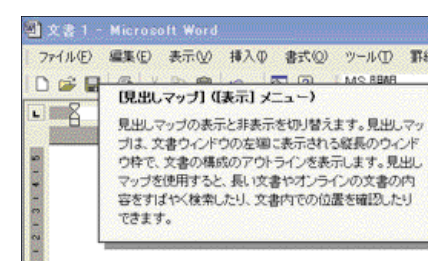 文書 1 - Microsoft Word
ファイル(F) 編集(E) 表示(V) 挿入(I) 書式(O) ツール(T) 罫
[見出しマップ] ([表示] メニュー)
見出しマップの表示と非表示を切り替えます。見出しマッ
プは、文書ウィンドウの左端に表示される縦長のウィンド
ウ枠で、文書の構成のアウトラインを表示します。見出し
マップを使用すると、長い文書やオンラインの文書の内
容をすばやく検索したり、文書内での位置を確認したり
できます。